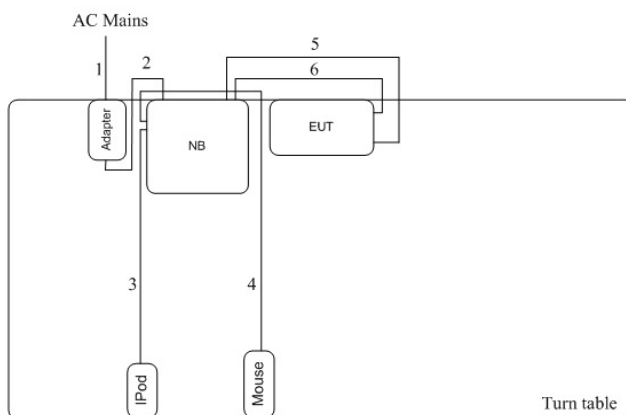 AC Mains
5
1
2
6
Adapter
NB
EUT
3
4
IPod
Mouse
Turn table